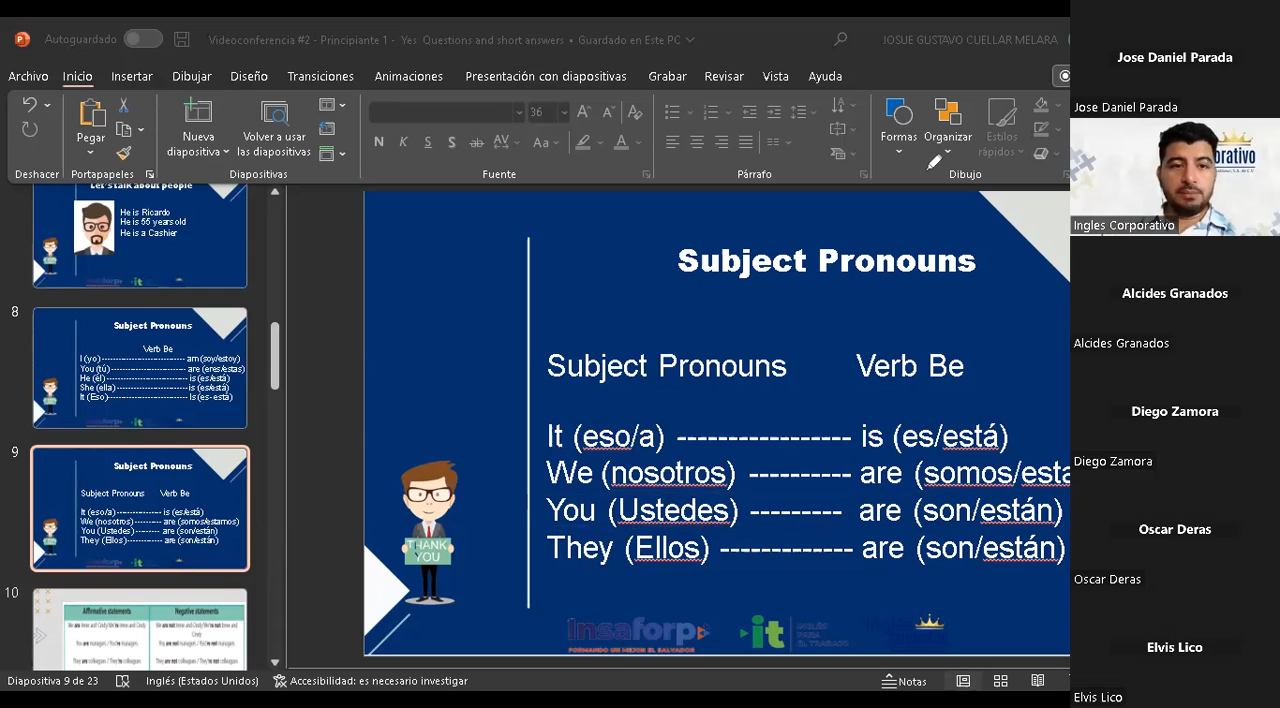 Autoguardado
Videoconferencia #2 - Principiante 1 - Yes Questions and short answers • Guardado en Este PC
JOSUE GUSTAVO CUELLAR MELARA
Archivo Inicio Insertar Dibujar Diseño Transiciones Animaciones Presentación con diapositivas Grabar Revisar Vista Ayuda
36
Pegar
Nueva diapositiva
Volver a usar las diapositivas
N K S S ab AV Aa A
Formas Organizar Estilos rápidos
Deshacer Portapapeles Diapositivas Fuente Párrafo Dibujo
Let's talk about people
He is Ricardo
He is 55 years old
He is a Cashier
8
Subject Pronouns
Verb Be
I (yo) -------------------------------- am (soy/estoy)
You (tú) ------------------------------ are (eres/estas)
He (él) ------------------------------- is (es/está)
She (ella) ----------------------------- is (es/está)
It (Eso)-------------------------------- Is (es- está)
9
Subject Pronouns
Subject Pronouns Verb Be
It (eso/a) ----------------- is (es/está)
We (nosotros) ---------- are (somos/estamos)
You (Ustedes) --------- are (son/están)
They (Ellos) ------------- are (son/están)
10
Affirmative statements Negative statements
Subject Pronouns
Subject Pronouns Verb Be
It (eso/a) ----------------- is (es/está)
We (nosotros) ---------- are (somos/esta
You (Ustedes) --------- are (son/están)
They (Ellos) ------------- are (son/están)
THANK
YOU
Insaforp
FORMANDO UN MEJOR EL SALVADOR
it
INGLÉS
PARA
EL TRABAJO
Diapositiva 9 de 23 Inglés (Estados Unidos) Accesibilidad: es necesario investigar Notas
Jose Daniel Parada
Jose Daniel Parada
Ingles Corporativo
Alcides Granados
Alcides Granados
Diego Zamora
Diego Zamora
Oscar Deras
Oscar Deras
Elvis Lico
Elvis Lico